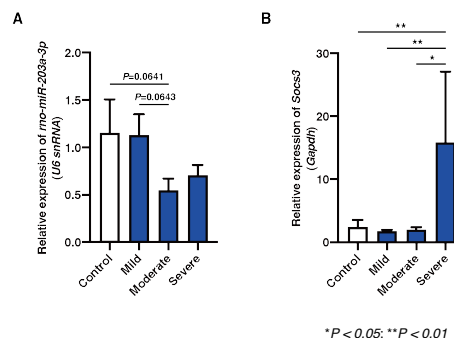 A
Relative expression of rno-miR-203a-3p
(U6 snRNA)
2.0
1.5
1.0
0.5
0.0
P=0.0641
P=0.0643
Control
Mild
Moderate
Severe
B
Relative expression of Socs3
(Gapdh)
30
20
10
0
**
**
*
Control
Mild
Moderate
Severe
*P < 0.05; **P < 0.01